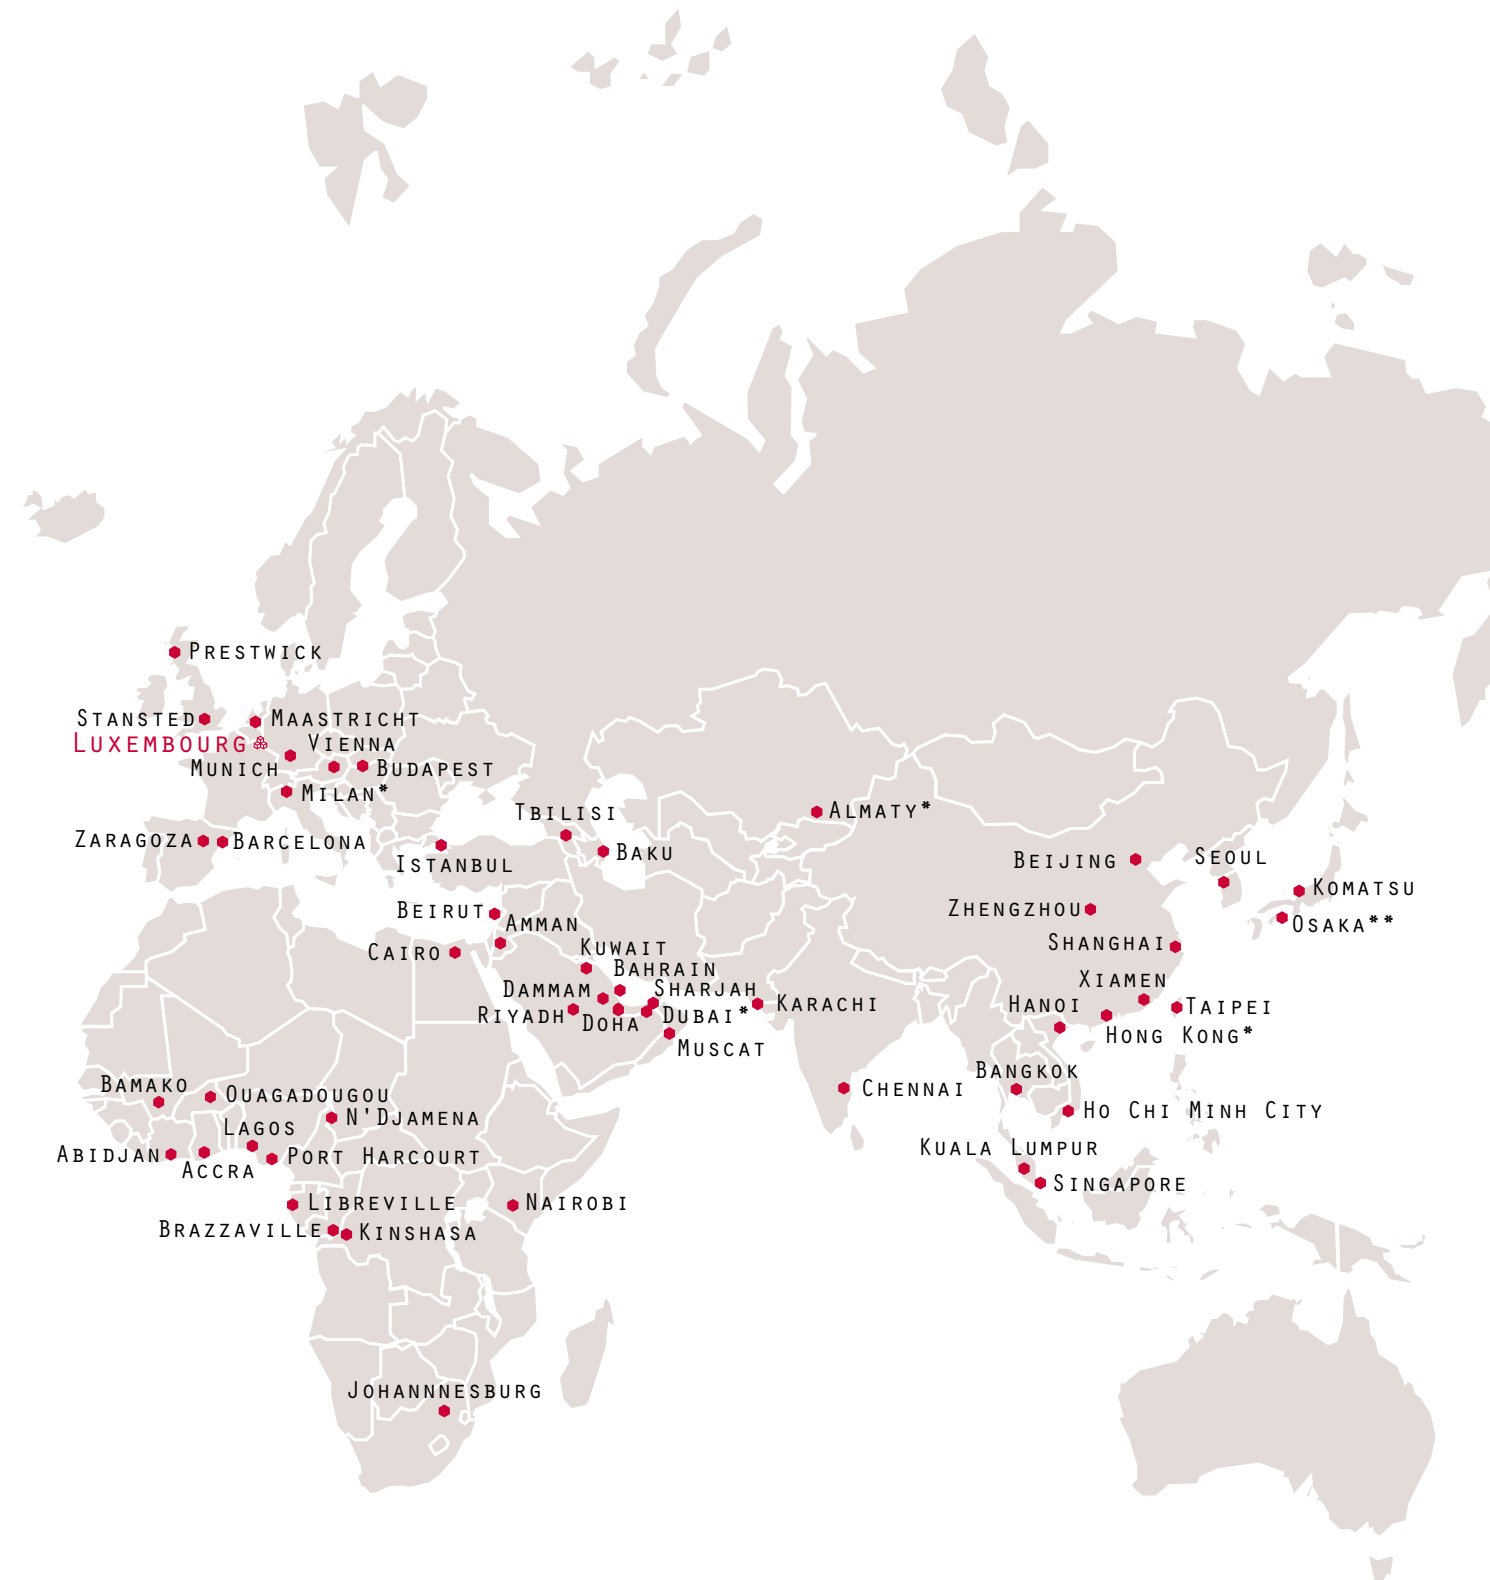 Prestwick
Stansted
Maastricht
Luxembourg
Vienna
Munich
Budapest
Milan*
Tbilisi
Almaty*
Zaragoza
Barcelona
Istanbul
Baku
Beijing
Seoul
Komatsu
Beirut
Amman
Zhengzhou
Osaka**
Cairo
Kuwait
Shanghai
Bahrain
Xiamen
Dammam
Sharjah
Karachi
Hanoi
Taipei
Riyadh
Doha
Dubai*
Hong Kong*
Muscat
Bangkok
Bamako
Ouagadougou
Chennai
N'Djamena
Ho Chi Minh City
Lagos
Kuala Lumpur
Abidjan
Accra
Port Harcourt
Singapore
Libreville
Nairobi
Brazzaville
Kinshasa
Johannnesburg